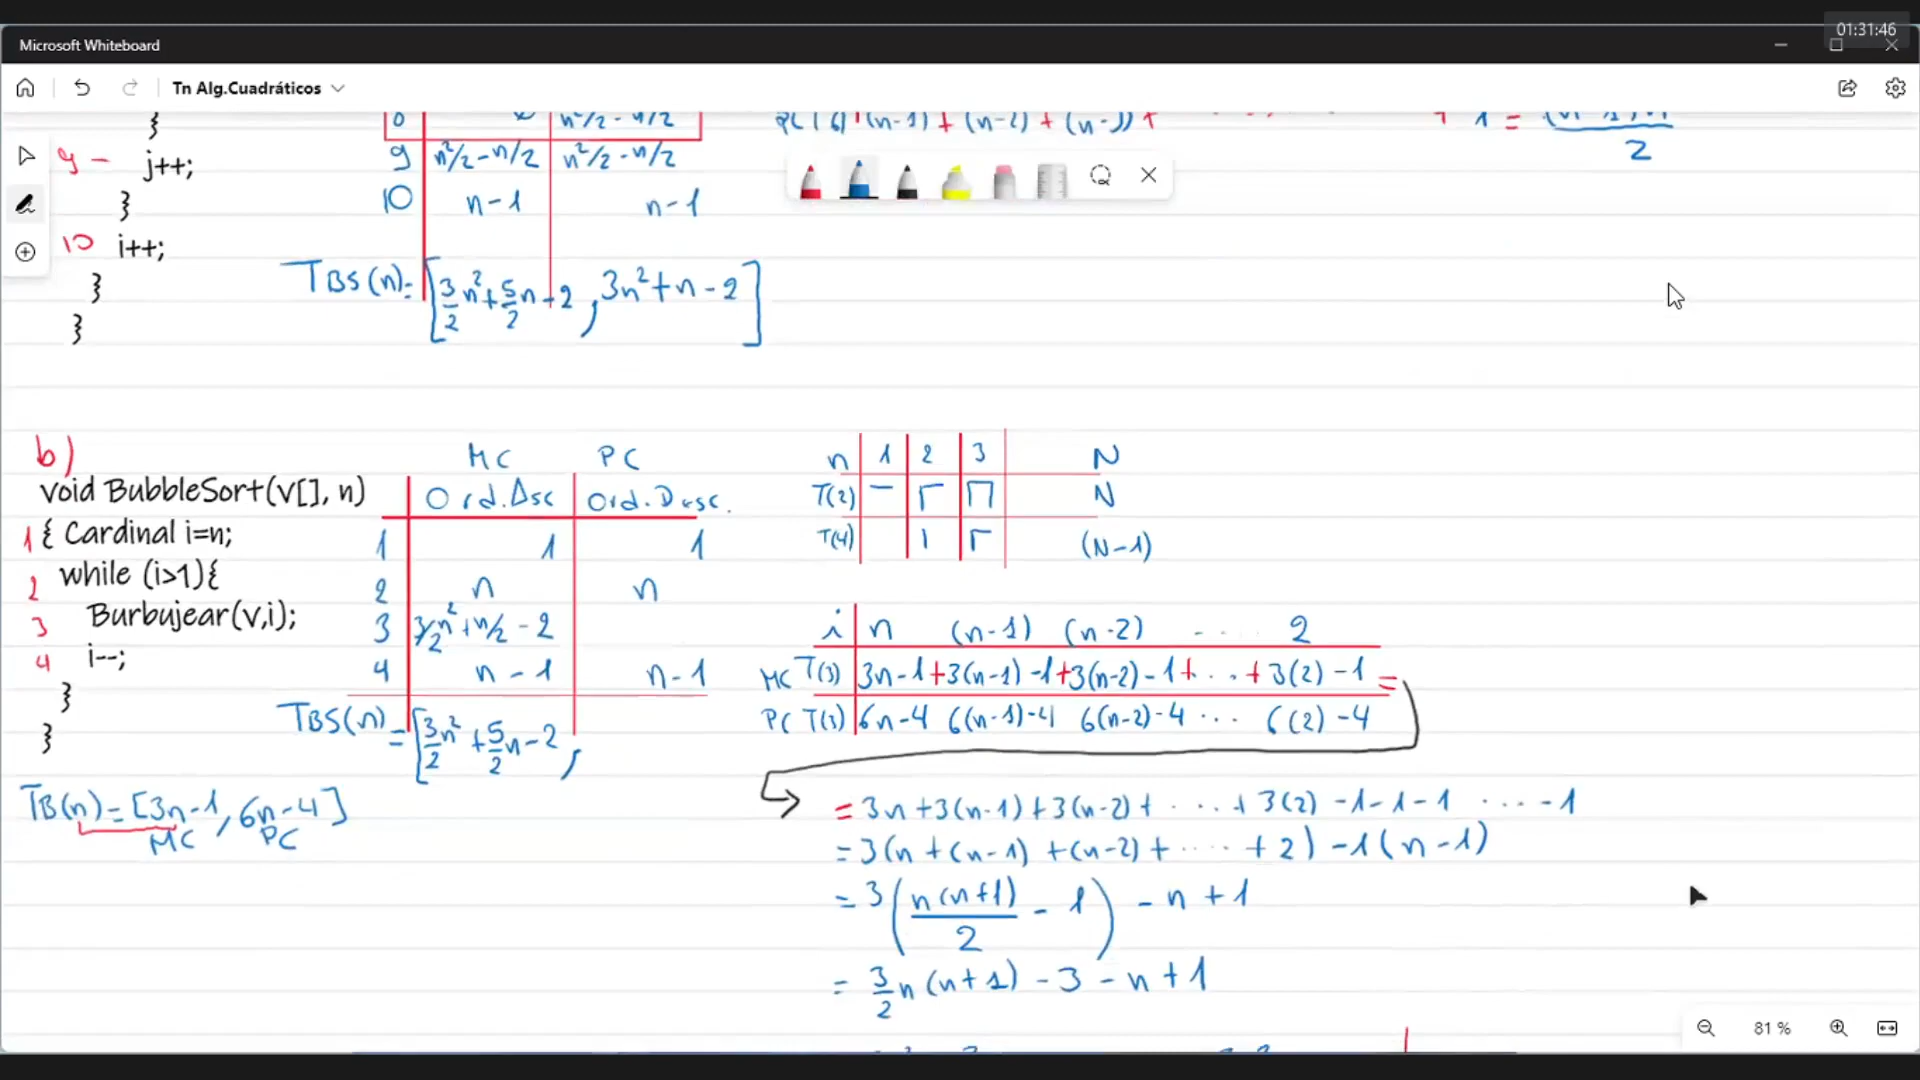 01:31:46
Microsoft Whiteboard
Tn Alg.Cuadráticos
}
9 - j++;
}
10 i++;
}
}
8 n²/2 - n/2
9 n²/2 - n/2 n²/2 - n/2
10 n-1 n-1
TBS(n)= [3/2 n² + 5/2 n - 2 , 3n² + n - 2]
(n-1) + (n-2) + (n-3) +
+ 1 =
2
b)
void BubbleSort(V[], n)
1 { Cardinal i=n;
2 while (i>1){
3 Burbujear(V,i);
4 i--;
}
}
MC PC
Ord.Asc Ord.Desc.
1 1 1
2 n n
3 3/2 n² + n/2 - 2
4 n-1 n-1
TBS(n) = [3/2 n² + 5/2 n - 2 ,
TB(n) = [3n-1 , 6n-4]
MC PC
n 1 2 3 N
T(2) N
T(4) (N-1)
i n (n-1) (n-2) ---- 2
MC T(3) 3n-1 + 3(n-1)-1 + 3(n-2)-1 + ... + 3(2)-1 =
PC T(3) 6n-4 6(n-1)-4 6(n-2)-4 ... 6(2)-4
= 3n + 3(n-1) + 3(n-2) + ..... + 3(2) -1-1-1 ....-1
= 3(n + (n-1) + (n-2) + ..... + 2) -1(n-1)
= 3(n(n+1)/2 - 1) - n + 1
= 3/2 n(n+1) - 3 - n + 1
81 %